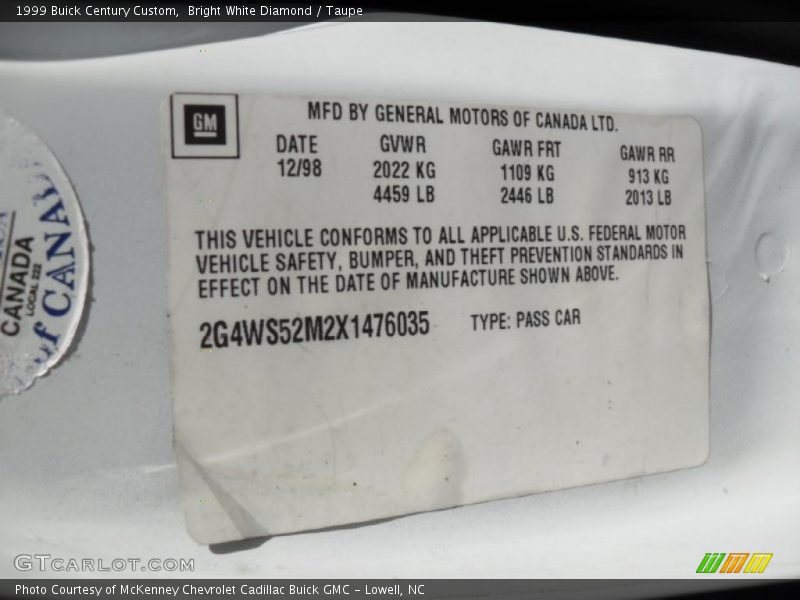 1999 Buick Century Custom, Bright White Diamond / Taupe
GM
MFD BY GENERAL MOTORS OF CANADA LTD.
DATE GVWR GAWR FRT GAWR RR
12/98 2022 KG 1109 KG 913 KG
4459 LB 2446 LB 2013 LB
THIS VEHICLE CONFORMS TO ALL APPLICABLE U.S. FEDERAL MOTOR
VEHICLE SAFETY, BUMPER, AND THEFT PREVENTION STANDARDS IN
EFFECT ON THE DATE OF MANUFACTURE SHOWN ABOVE.
2G4WS52M2X1476035 TYPE: PASS CAR
CANADA
LOCAL 222
of CANA
GTCARLOT.COM
Photo Courtesy of McKenney Chevrolet Cadillac Buick GMC - Lowell, NC